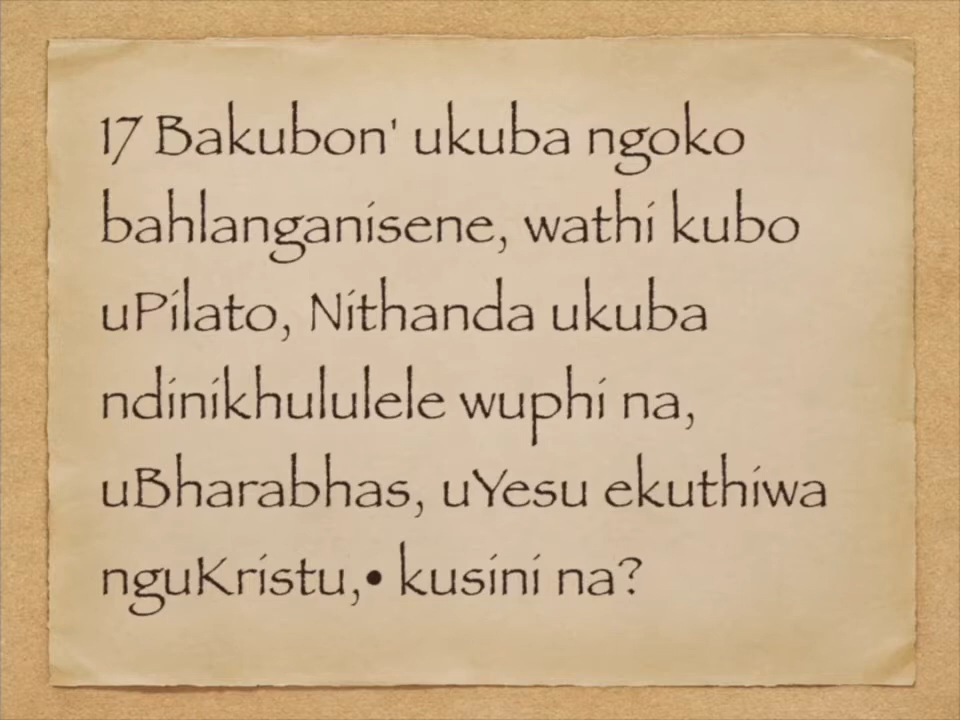 17 Bakubon' ukuba ngoko
bahlanganisene, wathi kubo
uPilato, Nithanda ukuba
ndinikhululele wuphi na,
uBharabhas, uYesu ekuthiwa
nguKristu,• kusini na?